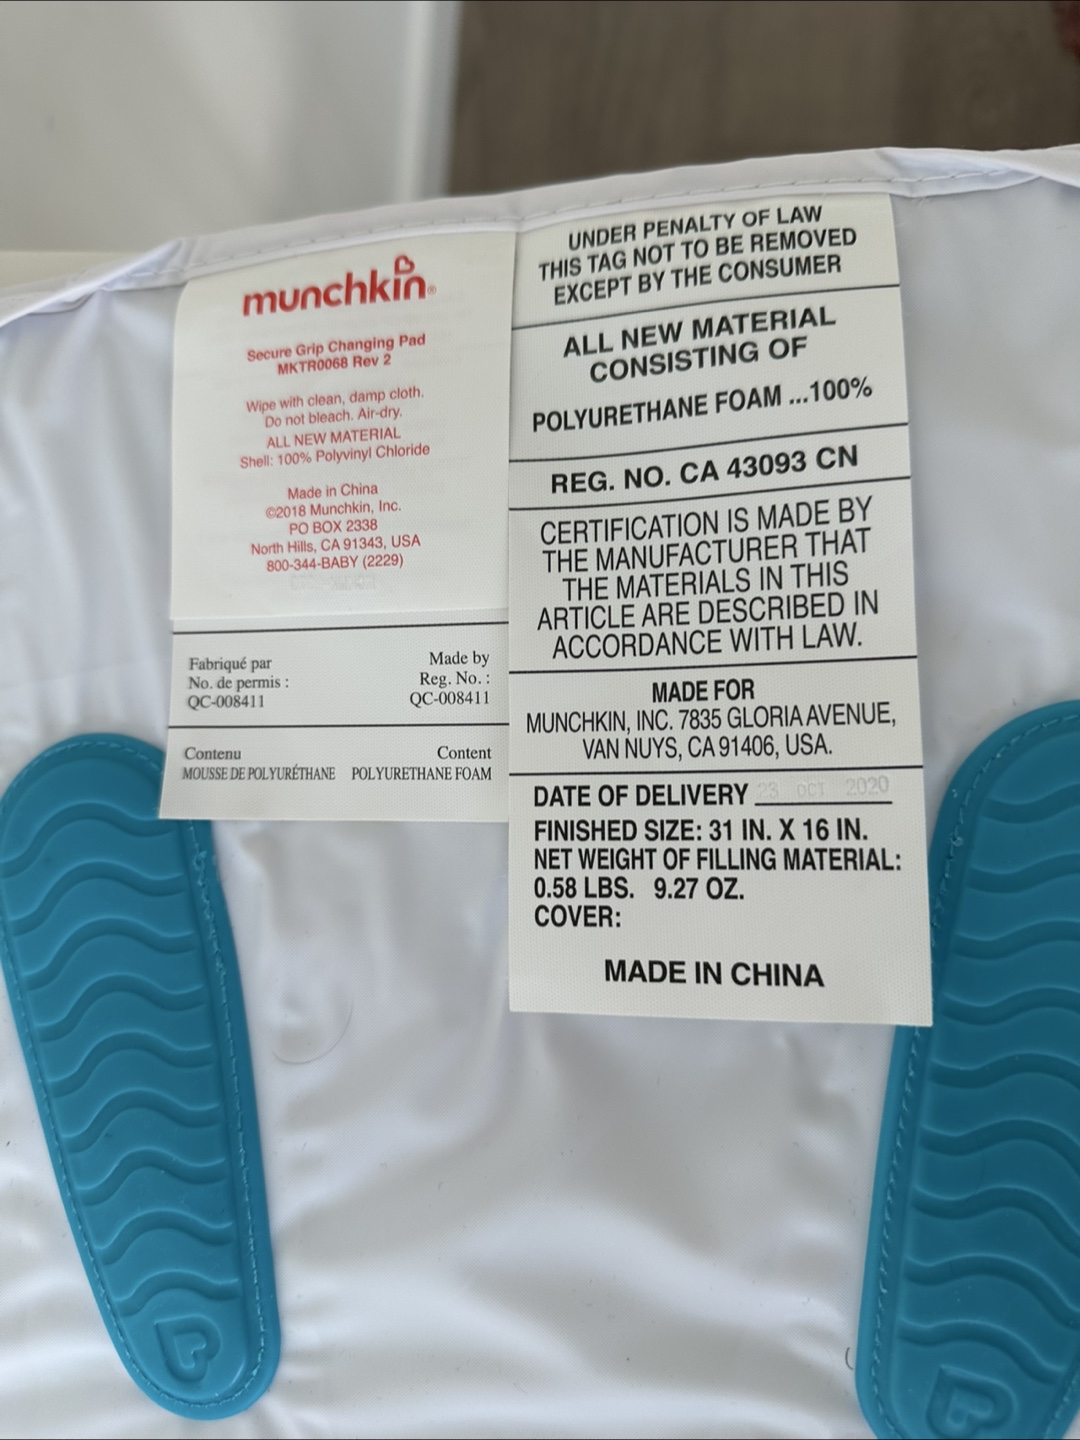 munchkin®
Secure Grip Changing Pad
MKTR0068 Rev 2
Wipe with clean, damp cloth.
Do not bleach. Air-dry.
ALL NEW MATERIAL
Shell: 100% Polyvinyl Chloride
Made in China
©2018 Munchkin, Inc.
PO BOX 2338
North Hills, CA 91343, USA
800-344-BABY (2229)
Fabriqué par
No. de permis :
QC-008411
Made by
Reg. No. :
QC-008411
Contenu
MOUSSE DE POLYURÉTHANE
Content
POLYURETHANE FOAM
UNDER PENALTY OF LAW
THIS TAG NOT TO BE REMOVED
EXCEPT BY THE CONSUMER
ALL NEW MATERIAL
CONSISTING OF
POLYURETHANE FOAM ...100%
REG. NO. CA 43093 CN
CERTIFICATION IS MADE BY
THE MANUFACTURER THAT
THE MATERIALS IN THIS
ARTICLE ARE DESCRIBED IN
ACCORDANCE WITH LAW.
MADE FOR
MUNCHKIN, INC. 7835 GLORIA AVENUE,
VAN NUYS, CA 91406, USA.
DATE OF DELIVERY 23 OCT 2020
FINISHED SIZE: 31 IN. X 16 IN.
NET WEIGHT OF FILLING MATERIAL:
0.58 LBS. 9.27 OZ.
COVER:
MADE IN CHINA